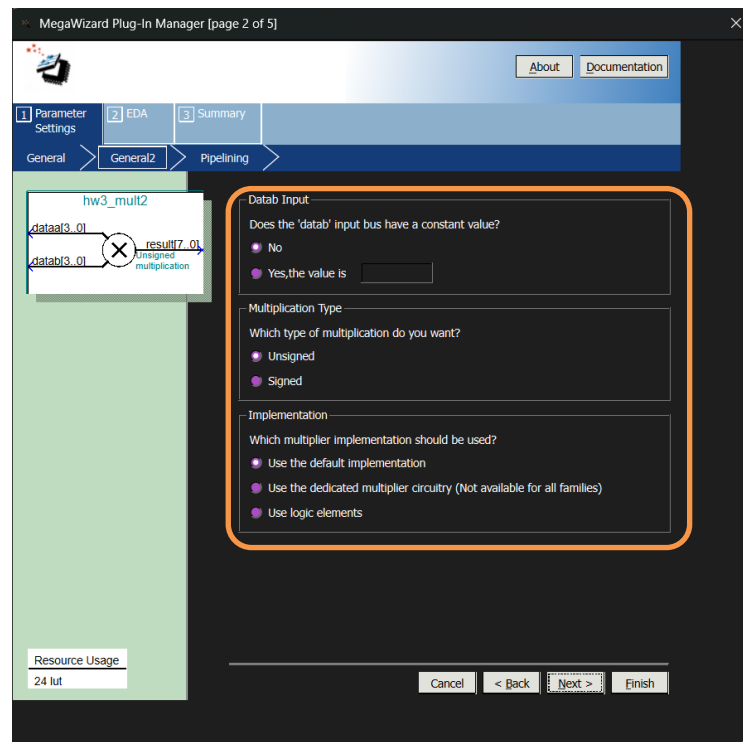 MegaWizard Plug-In Manager [page 2 of 5]
About
Documentation
1 Parameter Settings
2 EDA
3 Summary
General
General2
Pipelining
hw3_mult2
dataa[3..0]
result[7..0]
Unsigned
multiplication
datab[3..0]
Datab Input
Does the 'datab' input bus have a constant value?
No
Yes,the value is
Multiplication Type
Which type of multiplication do you want?
Unsigned
Signed
Implementation
Which multiplier implementation should be used?
Use the default implementation
Use the dedicated multiplier circuitry (Not available for all families)
Use logic elements
Resource Usage
24 lut
Cancel
< Back
Next >
Finish